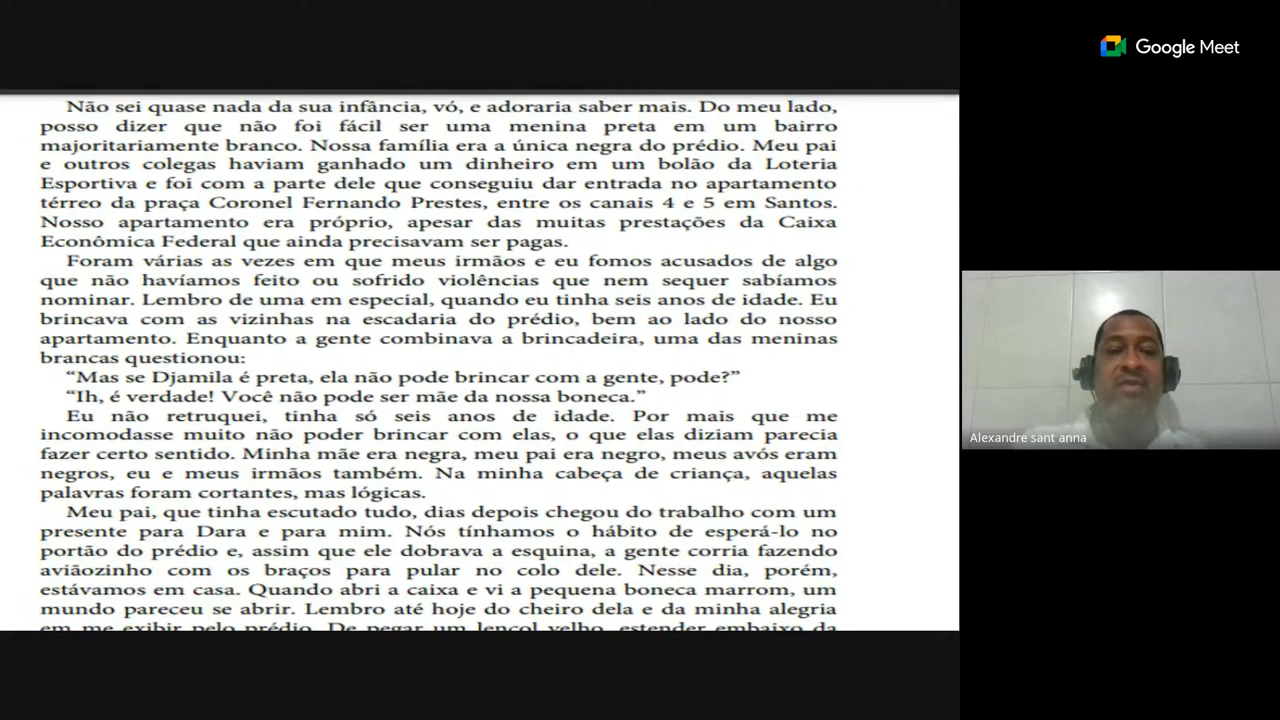 Não sei quase nada da sua infância, vó, e adoraria saber mais. Do meu lado,
posso dizer que não foi fácil ser uma menina preta em um bairro
majoritariamente branco. Nossa família era a única negra do prédio. Meu pai
e outros colegas haviam ganhado um dinheiro em um bolão da Loteria
Esportiva e foi com a parte dele que conseguiu dar entrada no apartamento
térreo da praça Coronel Fernando Prestes, entre os canais 4 e 5 em Santos.
Nosso apartamento era próprio, apesar das muitas prestações da Caixa
Econômica Federal que ainda precisavam ser pagas.
Foram várias as vezes em que meus irmãos e eu fomos acusados de algo
que não havíamos feito ou sofrido violências que nem sequer sabíamos
nominar. Lembro de uma em especial, quando eu tinha seis anos de idade. Eu
brincava com as vizinhas na escadaria do prédio, bem ao lado do nosso
apartamento. Enquanto a gente combinava a brincadeira, uma das meninas
brancas questionou:
“Mas se Djamila é preta, ela não pode brincar com a gente, pode?”
“Ih, é verdade! Você não pode ser mãe da nossa boneca.”
Eu não retruquei, tinha só seis anos de idade. Por mais que me
incomodasse muito não poder brincar com elas, o que elas diziam parecia
fazer certo sentido. Minha mãe era negra, meu pai era negro, meus avós eram
negros, eu e meus irmãos também. Na minha cabeça de criança, aquelas
palavras foram cortantes, mas lógicas.
Meu pai, que tinha escutado tudo, dias depois chegou do trabalho com um
presente para Dara e para mim. Nós tínhamos o hábito de esperá-lo no
portão do prédio e, assim que ele dobrava a esquina, a gente corria fazendo
aviãozinho com os braços para pular no colo dele. Nesse dia, porém,
estávamos em casa. Quando abri a caixa e vi a pequena boneca marrom, um
mundo pareceu se abrir. Lembro até hoje do cheiro dela e da minha alegria
em me exibir pelo prédio. De pegar um lençol velho, estender embaixo da
Google Meet
Alexandre sant anna